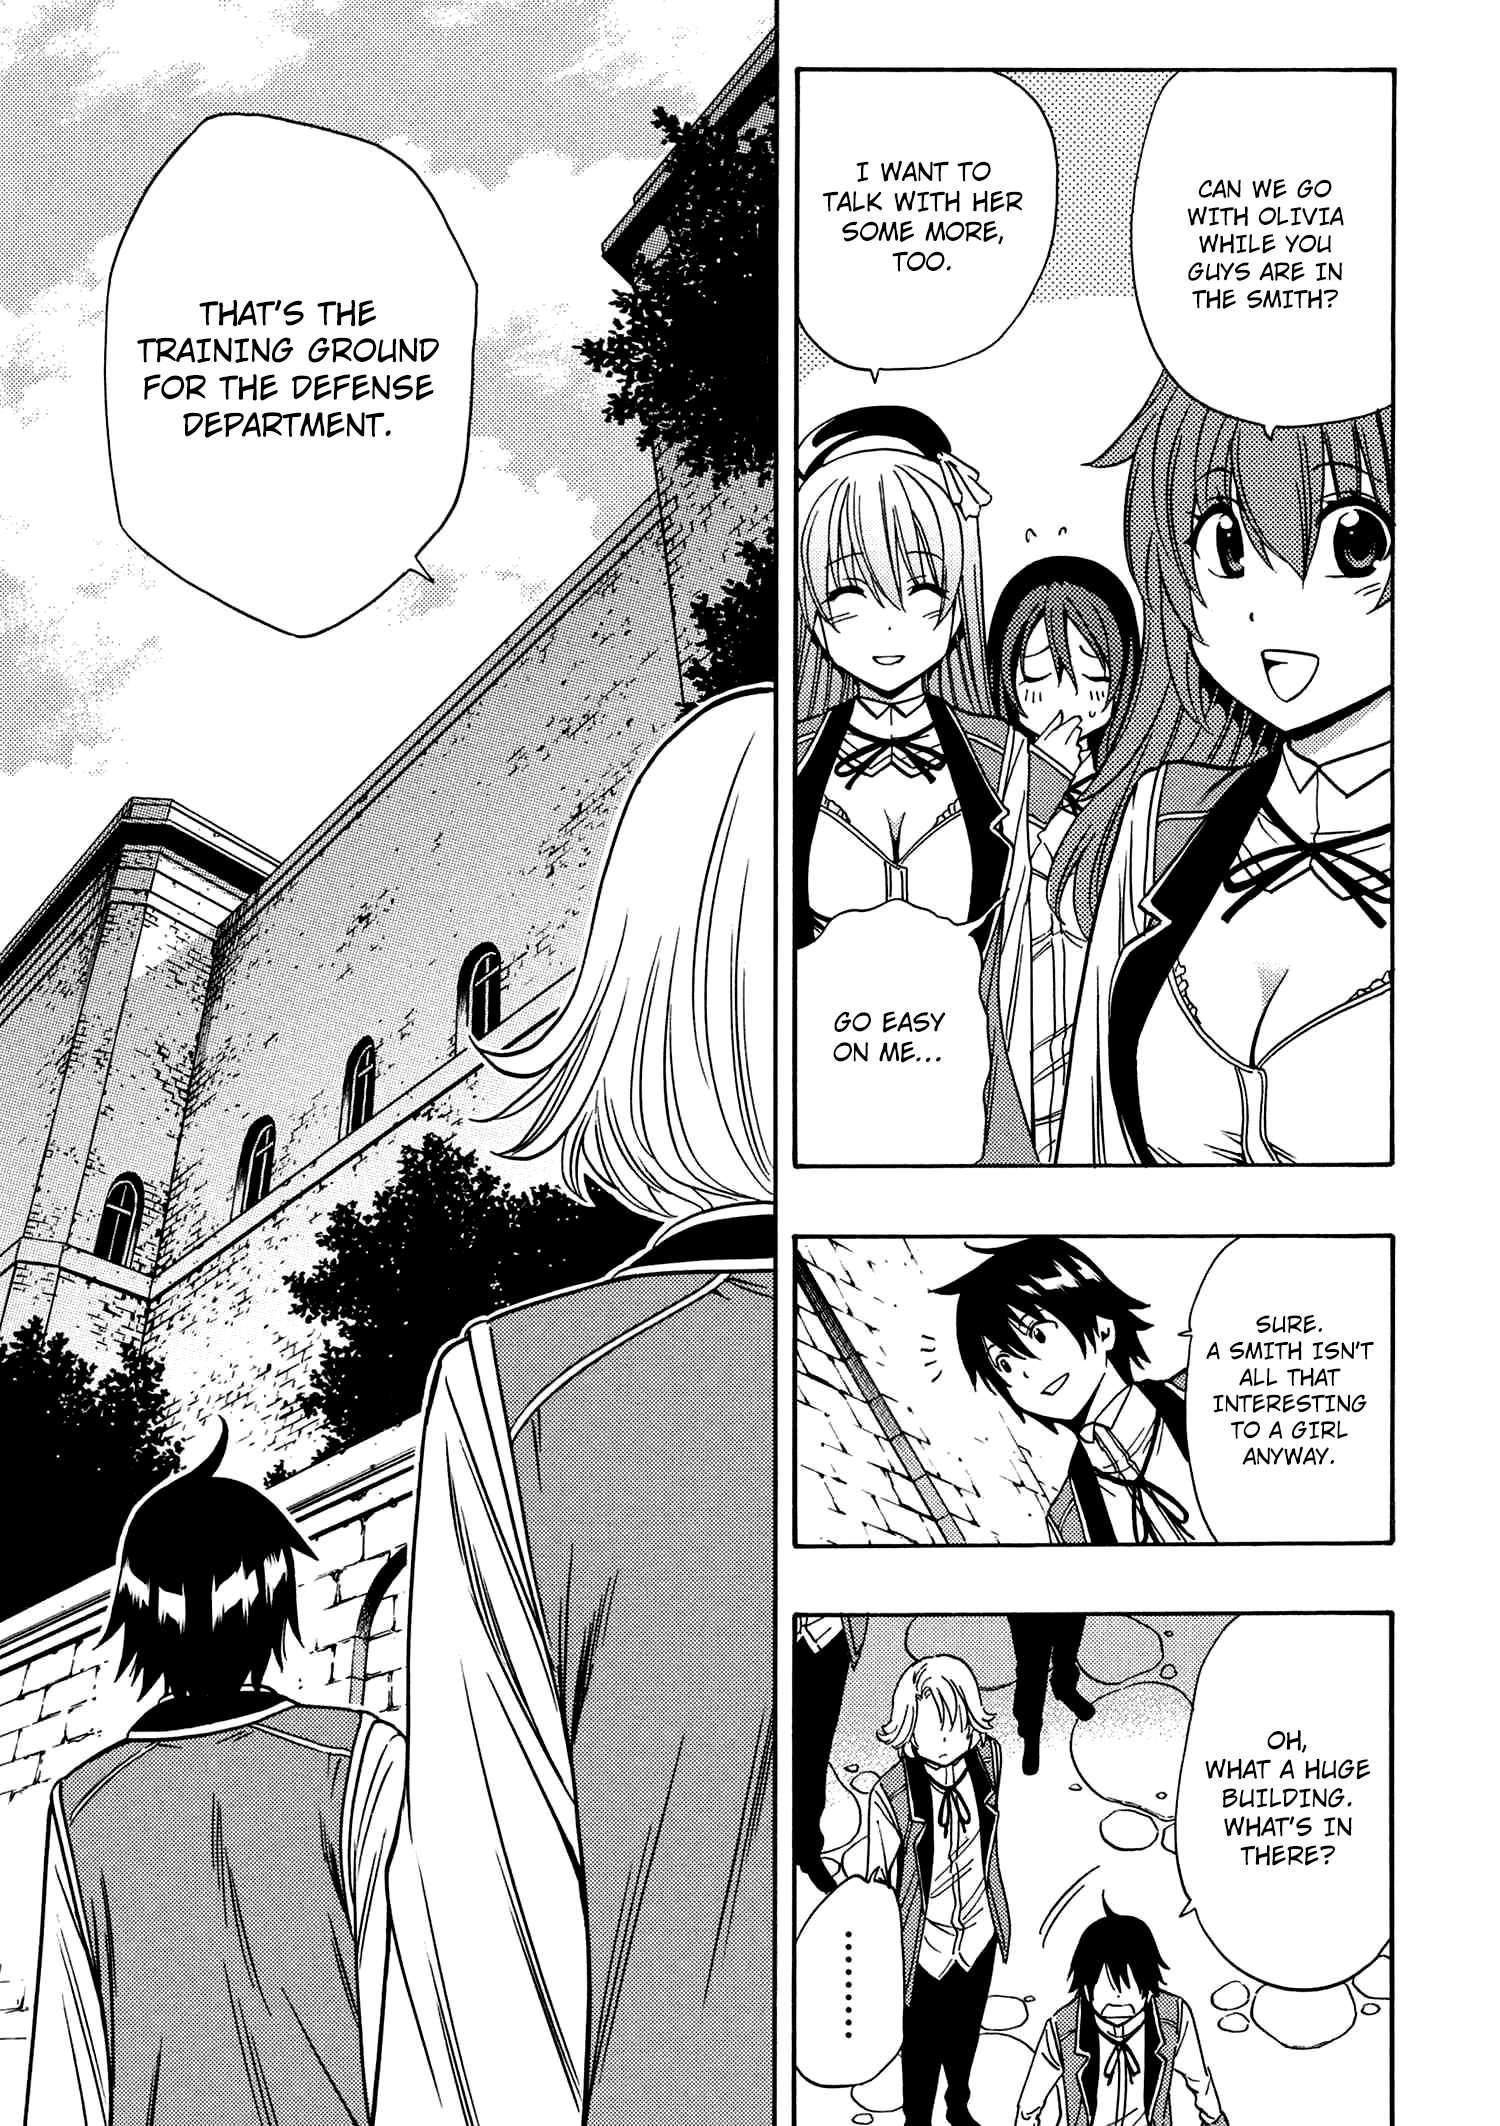 CAN WE GO
WITH OLIVIA
WHILE YOU
GUYS ARE IN
THE SMITH?
I WANT TO
TALK WITH HER
SOME MORE,
TOO.
GO EASY
ON ME...
SURE.
A SMITH ISN'T
ALL THAT
INTERESTING
TO A GIRL
ANYWAY.
OH,
WHAT A HUGE
BUILDING.
WHAT'S IN
THERE?
.........
THAT'S THE
TRAINING GROUND
FOR THE DEFENSE
DEPARTMENT.